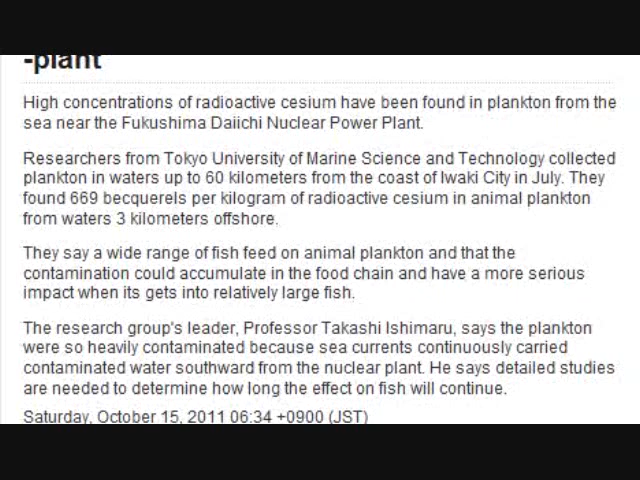 -plant
High concentrations of radioactive cesium have been found in plankton from the
sea near the Fukushima Daiichi Nuclear Power Plant.
Researchers from Tokyo University of Marine Science and Technology collected
plankton in waters up to 60 kilometers from the coast of Iwaki City in July. They
found 669 becquerels per kilogram of radioactive cesium in animal plankton
from waters 3 kilometers offshore.
They say a wide range of fish feed on animal plankton and that the
contamination could accumulate in the food chain and have a more serious
impact when its gets into relatively large fish.
The research group's leader, Professor Takashi Ishimaru, says the plankton
were so heavily contaminated because sea currents continuously carried
contaminated water southward from the nuclear plant. He says detailed studies
are needed to determine how long the effect on fish will continue.
Saturday, October 15, 2011 06:34 +0900 (JST)